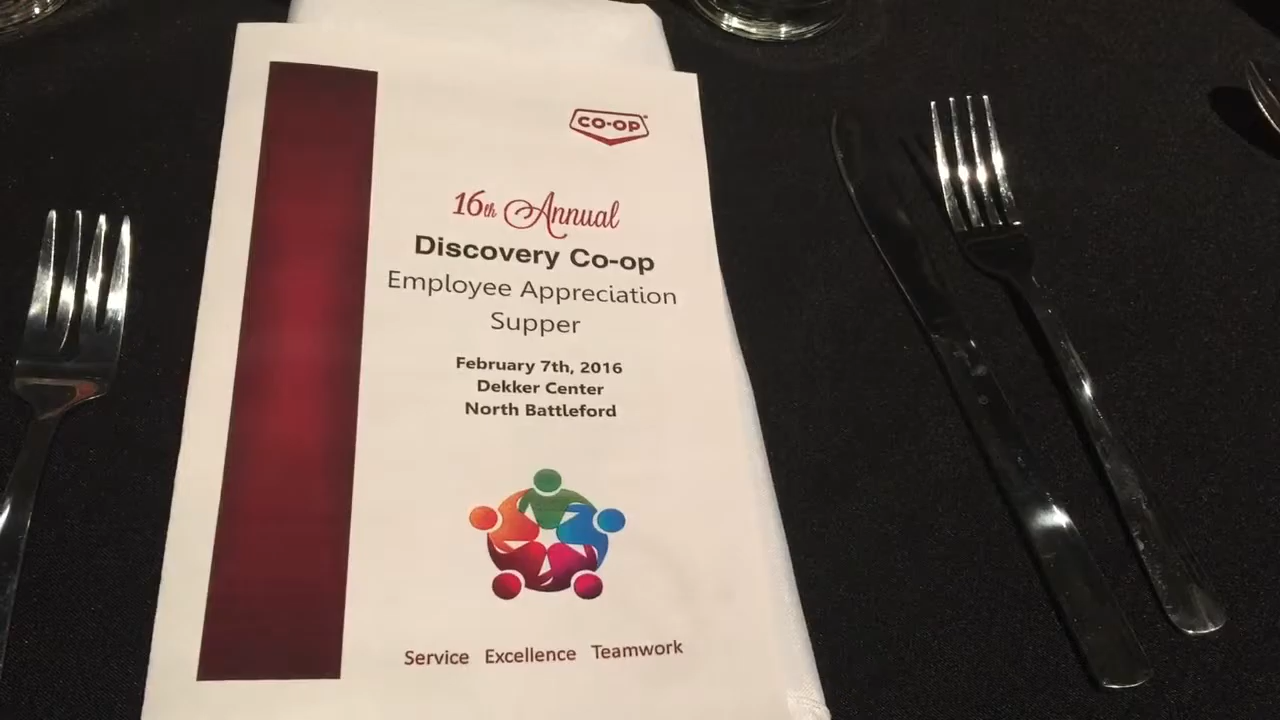 CO-OP
16th Annual
Discovery Co-op
Employee Appreciation
Supper
February 7th, 2016
Dekker Center
North Battleford
Service Excellence Teamwork